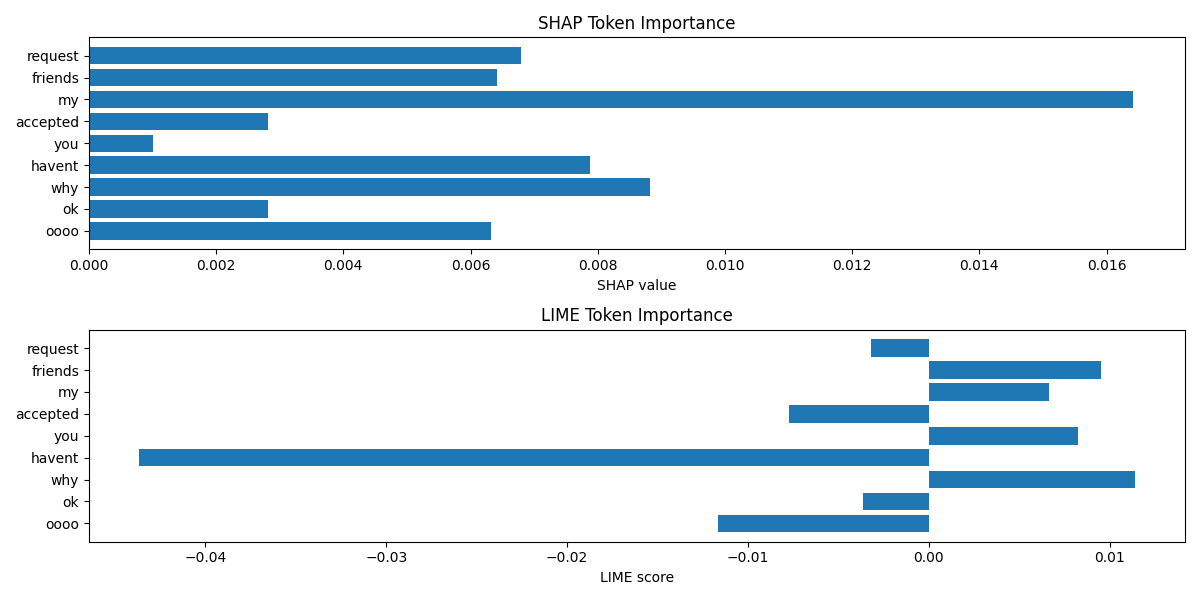 SHAP Token Importance
request
friends
my
accepted
you
havent
why
ok
oooo
0.000 0.002 0.004 0.006 0.008 0.010 0.012 0.014 0.016
SHAP value
LIME Token Importance
request
friends
my
accepted
you
havent
why
ok
oooo
−0.04 −0.03 −0.02 −0.01 0.00 0.01
LIME score